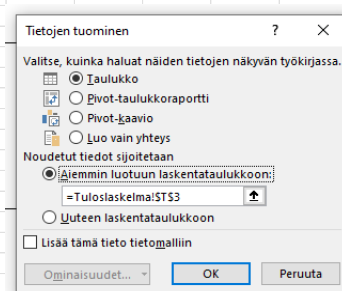 Tietojen tuominen ? ×
Valitse, kuinka haluat näiden tietojen näkyvän työkirjassa.
Taulukko
Pivot-taulukkoraportti
Pivot-kaavio
Luo vain yhteys
Noudetut tiedot sijoitetaan
Aiemmin luotuun laskentataulukkoon:
=Tuloslaskelma!$T$3
Uuteen laskentataulukkoon
Lisää tämä tieto tietomalliin
Ominaisuudet... OK Peruuta